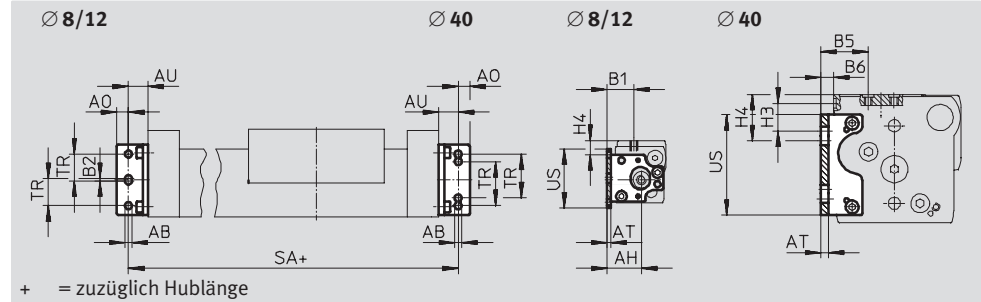 ⌀ 8/12
⌀ 40
⌀ 8/12
⌀ 40
AU
AO
AO
AU
TR
B2
TR
TR
TR
AB
AB
SA+
B1
H4
US
AT
AH
B5
B6
H4
H3
US
AT
+ = zuzüglich Hublänge